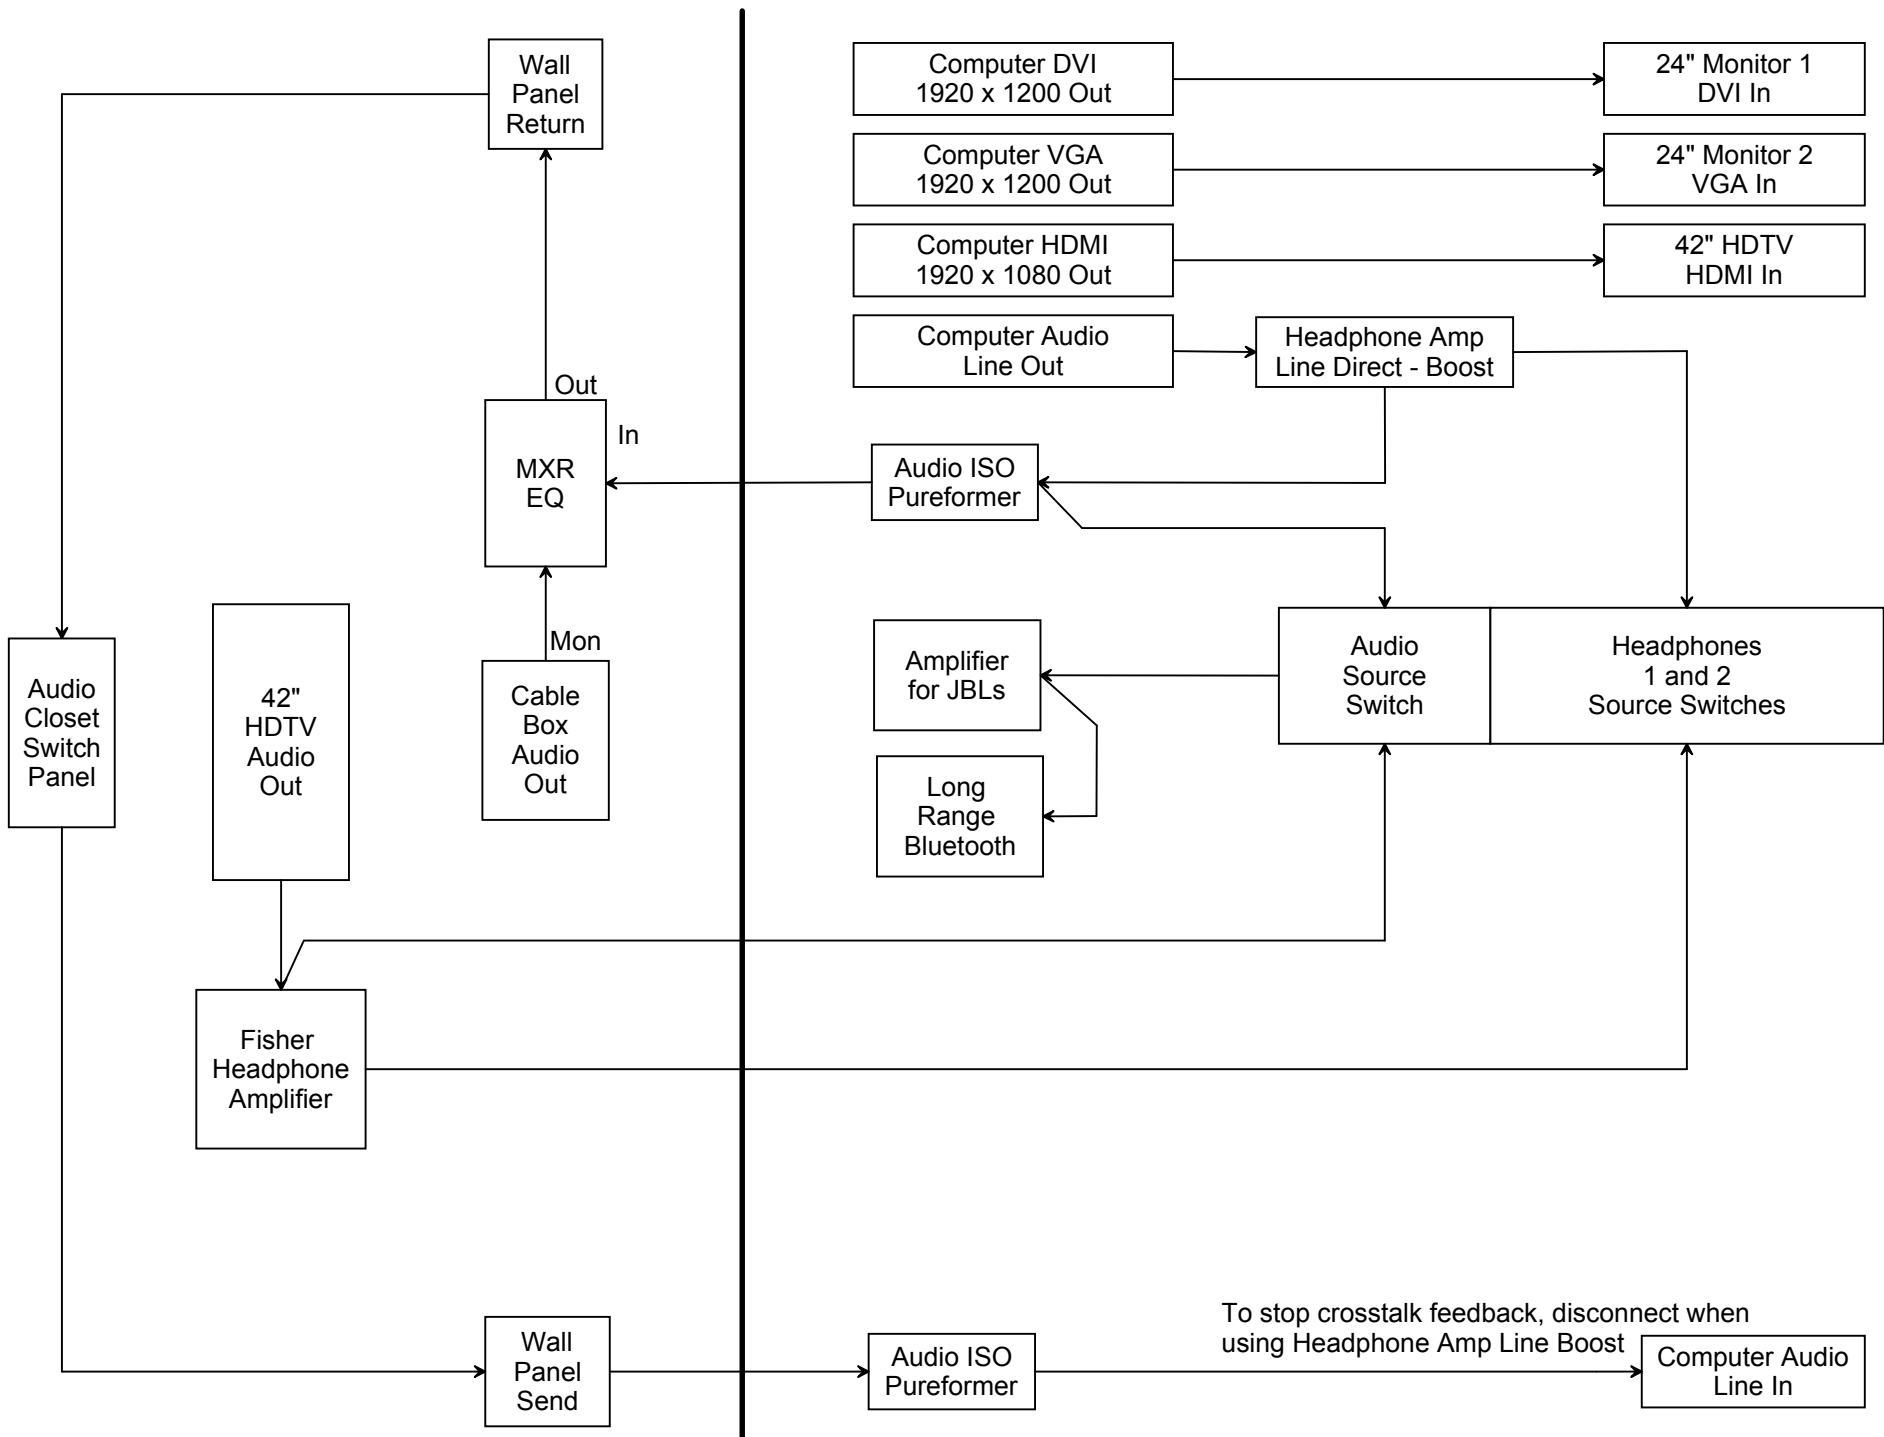 Wall
Panel
Return
Computer DVI
1920 x 1200 Out
24" Monitor 1
DVI In
Computer VGA
1920 x 1200 Out
24" Monitor 2
VGA In
Computer HDMI
1920 x 1080 Out
42" HDTV
HDMI In
Computer Audio
Line Out
Headphone Amp
Line Direct - Boost
Out
In
MXR
EQ
Audio ISO
Pureformer
Mon
Cable
Box
Audio
Out
42"
HDTV
Audio
Out
Audio
Closet
Switch
Panel
Amplifier
for JBLs
Audio
Source
Switch
Headphones
1 and 2
Source Switches
Long
Range
Bluetooth
Fisher
Headphone
Amplifier
Wall
Panel
Send
Audio ISO
Pureformer
To stop crosstalk feedback, disconnect when
using Headphone Amp Line Boost
Computer Audio
Line In